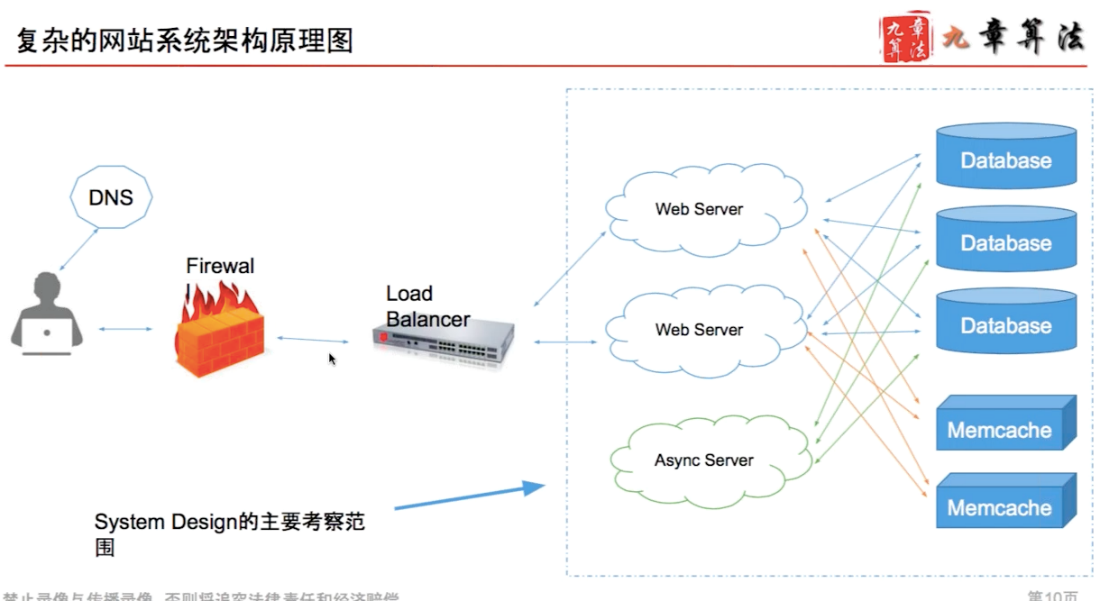 复杂的网站系统架构原理图
九章算法
九章算法
DNS
Firewal
l
Load
Balancer
Web Server
Web Server
Async Server
Database
Database
Database
Memcache
Memcache
System Design的主要考察范
围
禁止录像与传播录像,否则将追究法律责任和经济赔偿
第10页